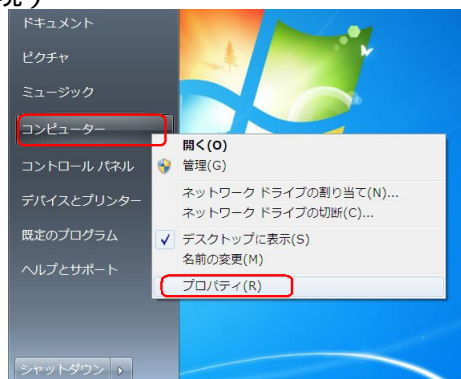 ドキュメント
ピクチャ
ミュージック
コンピューター
開く(O)
管理(G)
コントロール パネル
ネットワーク ドライブの割り当て(N)...
デバイスとプリンター
ネットワーク ドライブの切断(C)...
既定のプログラム
デスクトップに表示(S)
名前の変更(M)
ヘルプとサポート
プロパティ(R)
シャットダウン